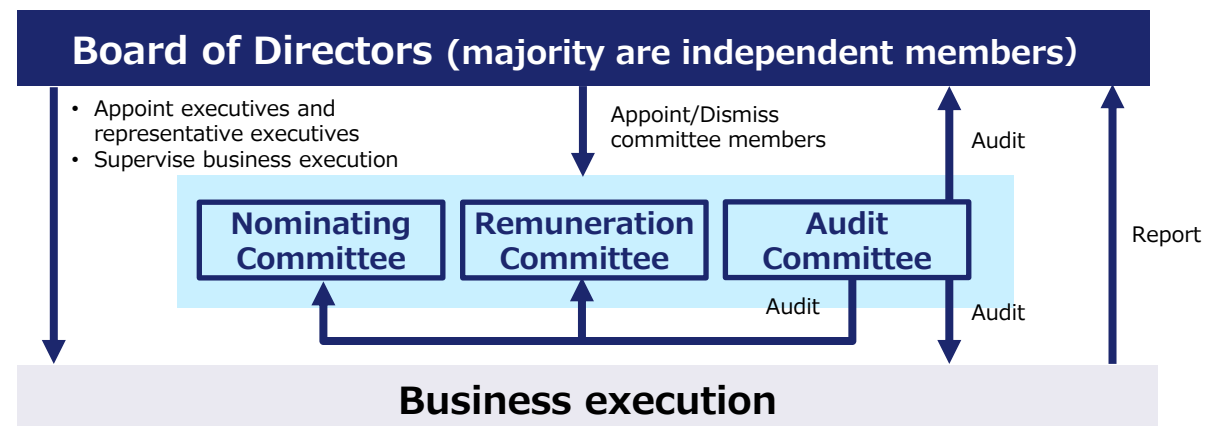 Board of Directors (majority are independent members)
• Appoint executives and
representative executives
• Supervise business execution
Appoint/Dismiss
committee members
Audit
Nominating
Committee
Remuneration
Committee
Audit
Committee
Report
Audit
Audit
Business execution